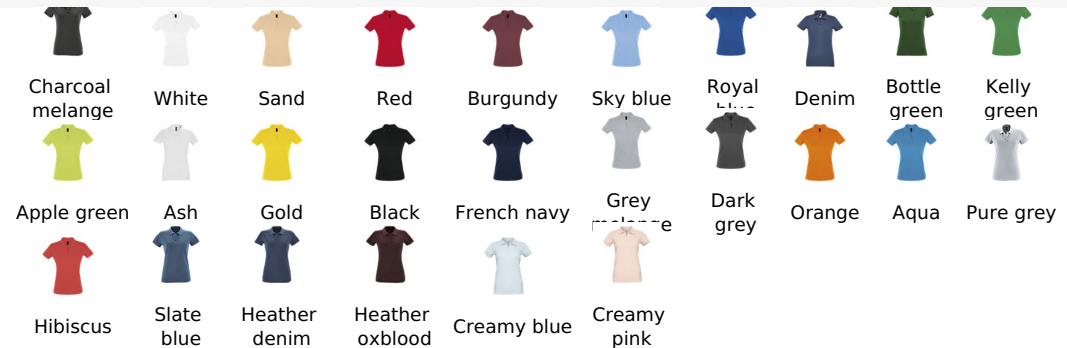 Charcoal melange
White
Sand
Red
Burgundy
Sky blue
Royal
Denim
Bottle green
Kelly green
Apple green
Ash
Gold
Black
French navy
Grey melange
Dark grey
Orange
Aqua
Pure grey
Hibiscus
Slate blue
Heather denim
Heather oxblood
Creamy blue
Creamy pink